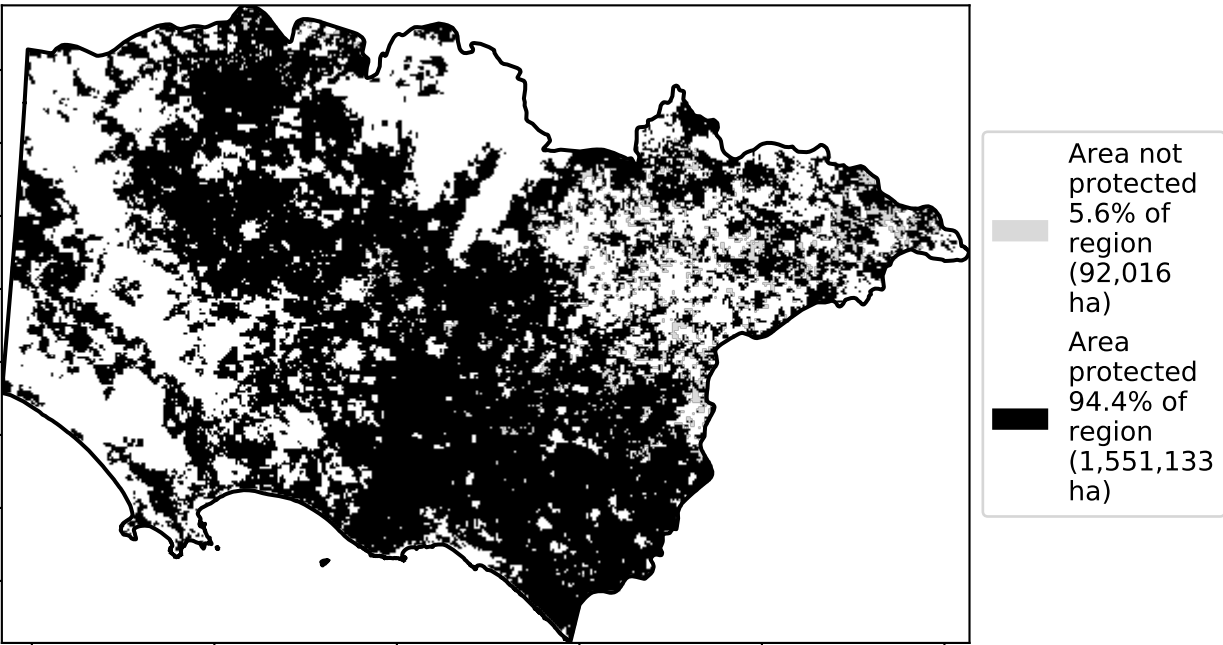 Area not
protected
5.6% of
region
(92,016
ha)
Area
protected
94.4% of
region
(1,551,133
ha)